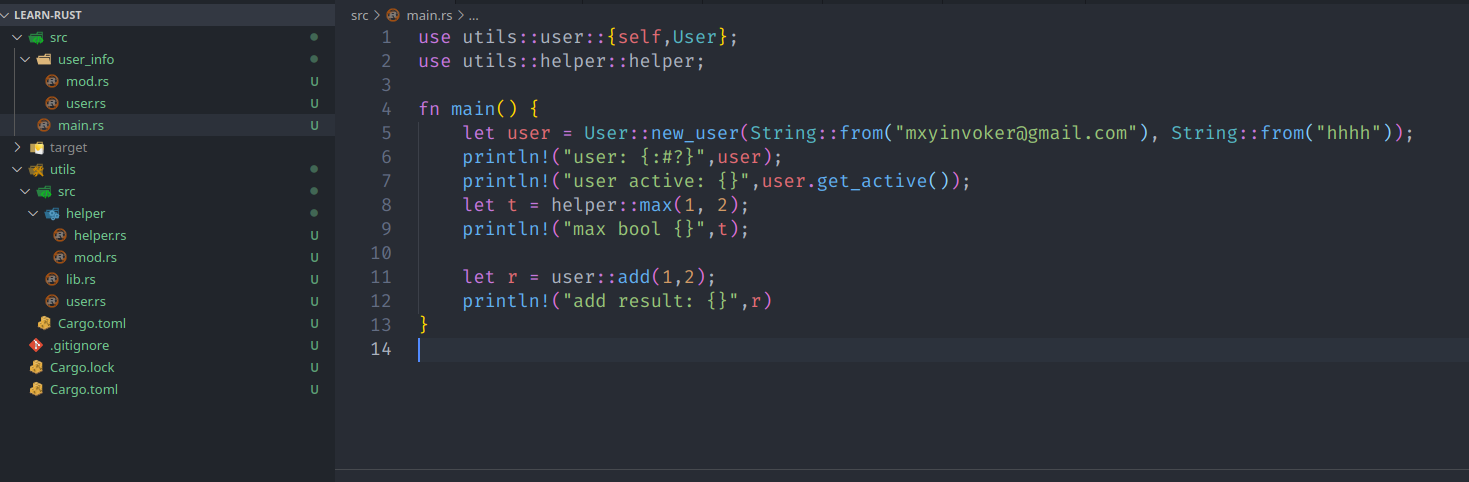 LEARN-RUST
src
user_info
mod.rs U
user.rs U
main.rs U
target
utils
src
helper
helper.rs U
mod.rs U
lib.rs U
user.rs U
Cargo.toml U
.gitignore U
Cargo.lock U
Cargo.toml U
src > main.rs > ...
1 use utils::user::{self,User};
2 use utils::helper::helper;
3
4 fn main() {
5     let user = User::new_user(String::from("mxyinvoker@gmail.com"), String::from("hhhh"));
6     println!("user: {:#?}",user);
7     println!("user active: {}",user.get_active());
8     let t = helper::max(1, 2);
9     println!("max bool {}",t);
10
11     let r = user::add(1,2);
12     println!("add result: {}",r)
13 }
14